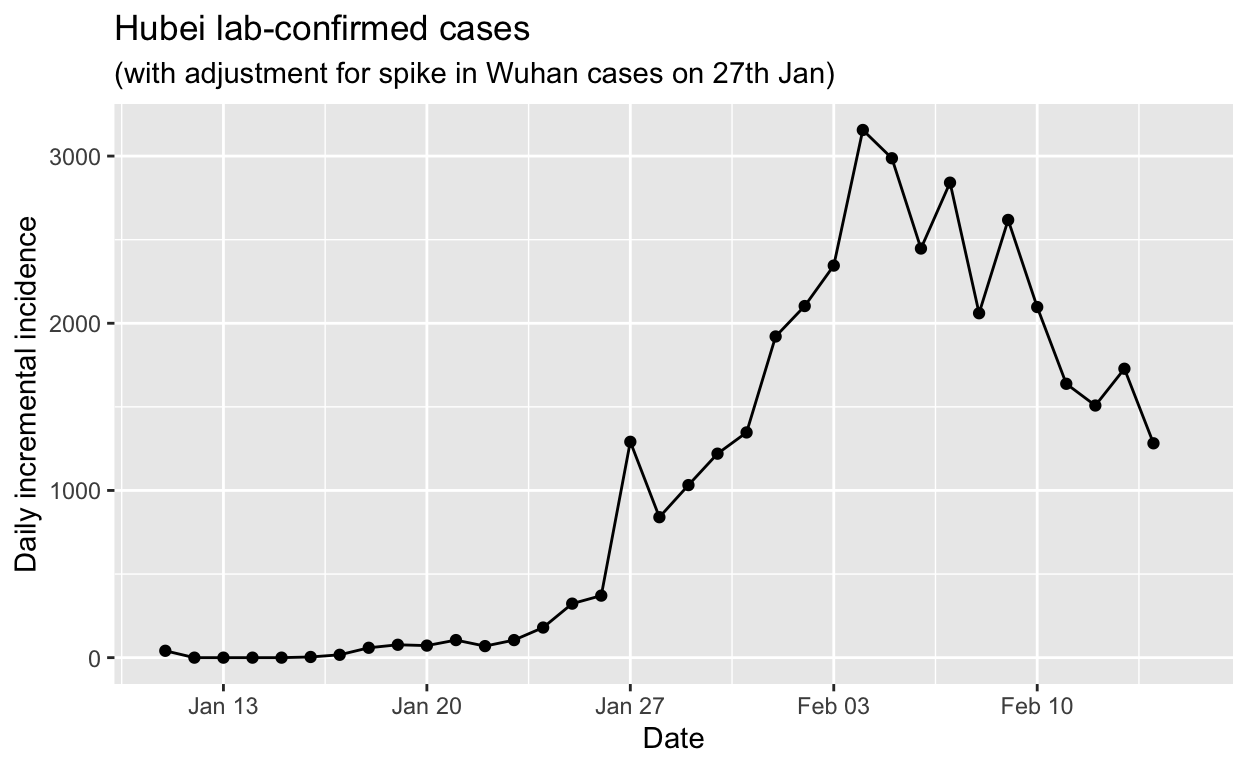 Hubei lab-confirmed cases
(with adjustment for spike in Wuhan cases on 27th Jan)
Daily incremental incidence
3000
2000
1000
0
Jan 13
Jan 20
Jan 27
Feb 03
Feb 10
Date